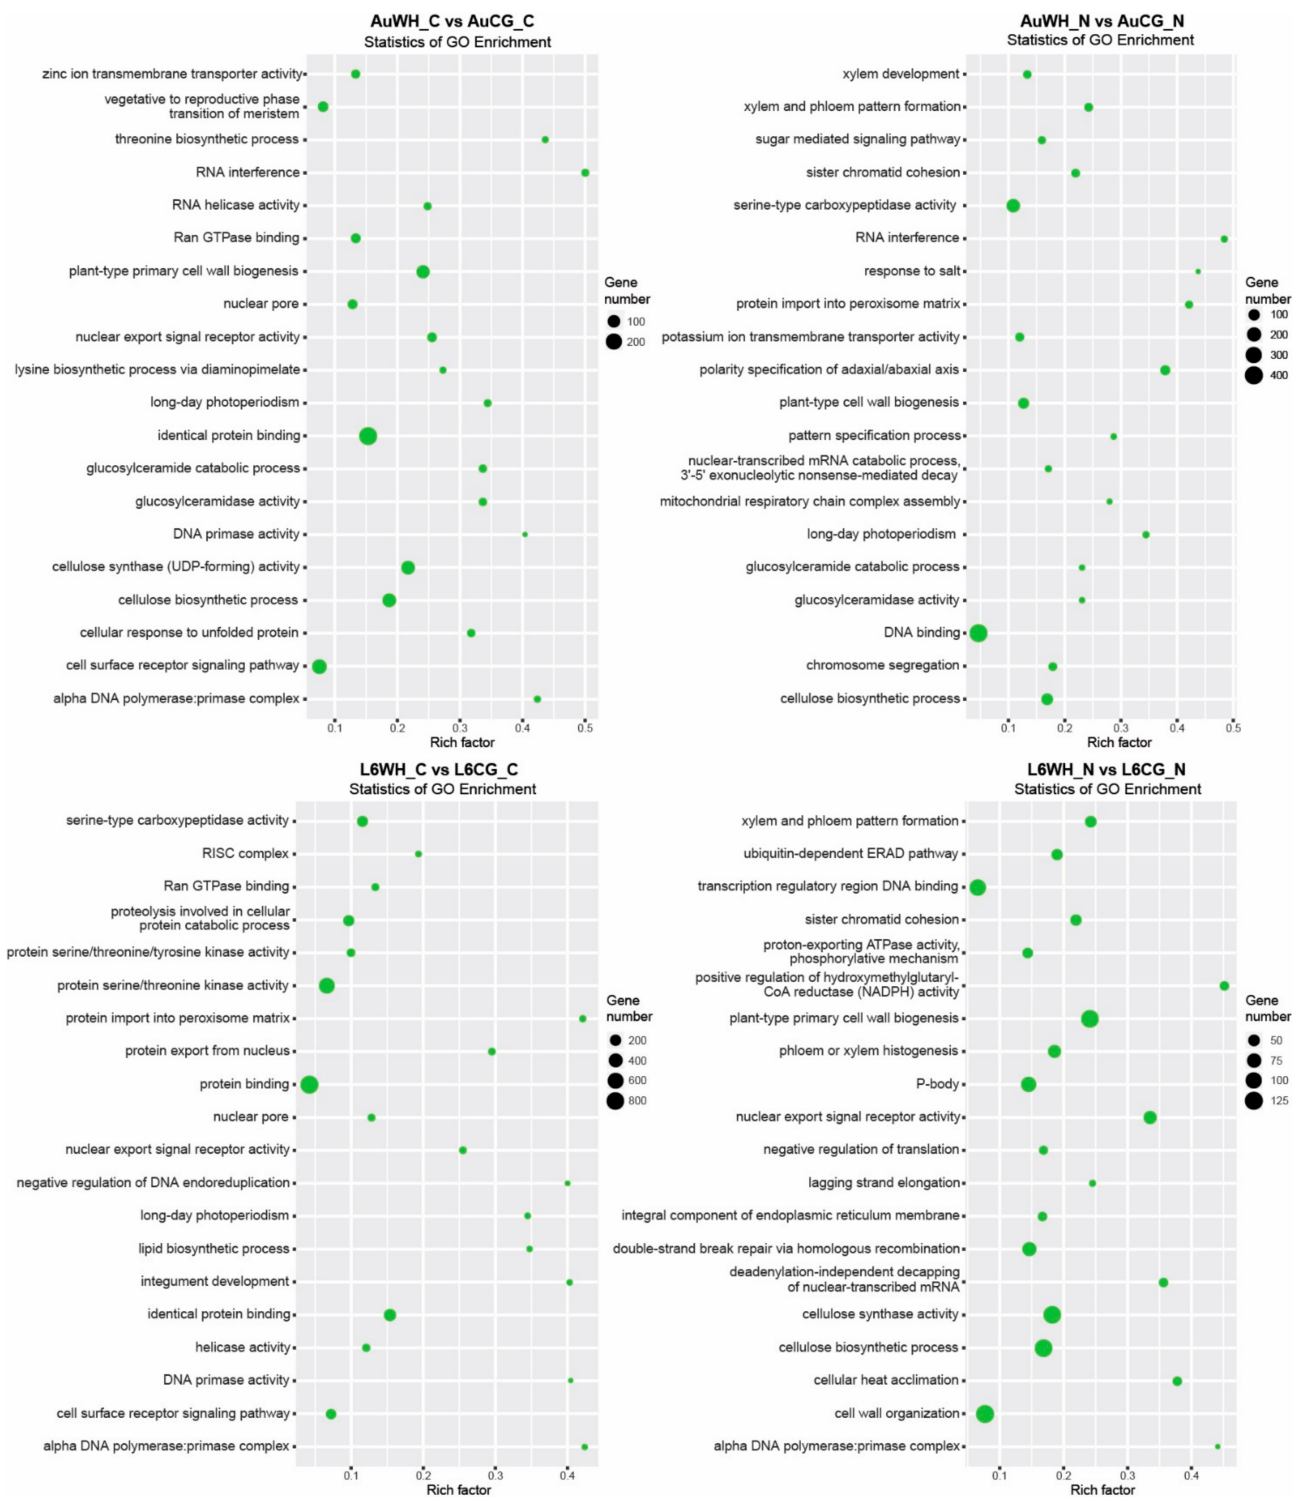 AuWH_C vs AuCG_C
Statistics of GO Enrichment
zinc ion transmembrane transporter activity
vegetative to reproductive phase
transition of meristem
threonine biosynthetic process
RNA interference
RNA helicase activity
Ran GTPase binding
plant-type primary cell wall biogenesis
nuclear pore
nuclear export signal receptor activity
lysine biosynthetic process via diaminopimelate
long-day photoperiodism
identical protein binding
glucosylceramide catabolic process
glucosylceramidase activity
DNA primase activity
cellulose synthase (UDP-forming) activity
cellulose biosynthetic process
cellular response to unfolded protein
cell surface receptor signaling pathway
alpha DNA polymerase:primase complex
0.1 0.2 0.3 0.4 0.5
Rich factor
Gene
number
100
200
AuWH_N vs AuCG_N
Statistics of GO Enrichment
xylem development
xylem and phloem pattern formation
sugar mediated signaling pathway
sister chromatid cohesion
serine-type carboxypeptidase activity
RNA interference
response to salt
protein import into peroxisome matrix
potassium ion transmembrane transporter activity
polarity specification of adaxial/abaxial axis
plant-type cell wall biogenesis
pattern specification process
nuclear-transcribed mRNA catabolic process,
3'-5' exonucleolytic nonsense-mediated decay
mitochondrial respiratory chain complex assembly
long-day photoperiodism
glucosylceramide catabolic process
glucosylceramidase activity
DNA binding
chromosome segregation
cellulose biosynthetic process
0.1 0.2 0.3 0.4 0.5
Rich factor
Gene
number
100
200
300
400
L6WH_C vs L6CG_C
Statistics of GO Enrichment
serine-type carboxypeptidase activity
RISC complex
Ran GTPase binding
proteolysis involved in cellular
protein catabolic process
protein serine/threonine/tyrosine kinase activity
protein serine/threonine kinase activity
protein import into peroxisome matrix
protein export from nucleus
protein binding
nuclear pore
nuclear export signal receptor activity
negative regulation of DNA endoreduplication
long-day photoperiodism
lipid biosynthetic process
integument development
identical protein binding
helicase activity
DNA primase activity
cell surface receptor signaling pathway
alpha DNA polymerase:primase complex
0.1 0.2 0.3 0.4
Rich factor
Gene
number
200
400
600
800
L6WH_N vs L6CG_N
Statistics of GO Enrichment
xylem and phloem pattern formation
ubiquitin-dependent ERAD pathway
transcription regulatory region DNA binding
sister chromatid cohesion
proton-exporting ATPase activity,
phosphorylative mechanism
positive regulation of hydroxymethylglutaryl-
CoA reductase (NADPH) activity
plant-type primary cell wall biogenesis
phloem or xylem histogenesis
P-body
nuclear export signal receptor activity
negative regulation of translation
lagging strand elongation
integral component of endoplasmic reticulum membrane
double-strand break repair via homologous recombination
deadenylation-independent decapping
of nuclear-transcribed mRNA
cellulose synthase activity
cellulose biosynthetic process
cellular heat acclimation
cell wall organization
alpha DNA polymerase:primase complex
0.1 0.2 0.3 0.4
Rich factor
Gene
number
50
75
100
125